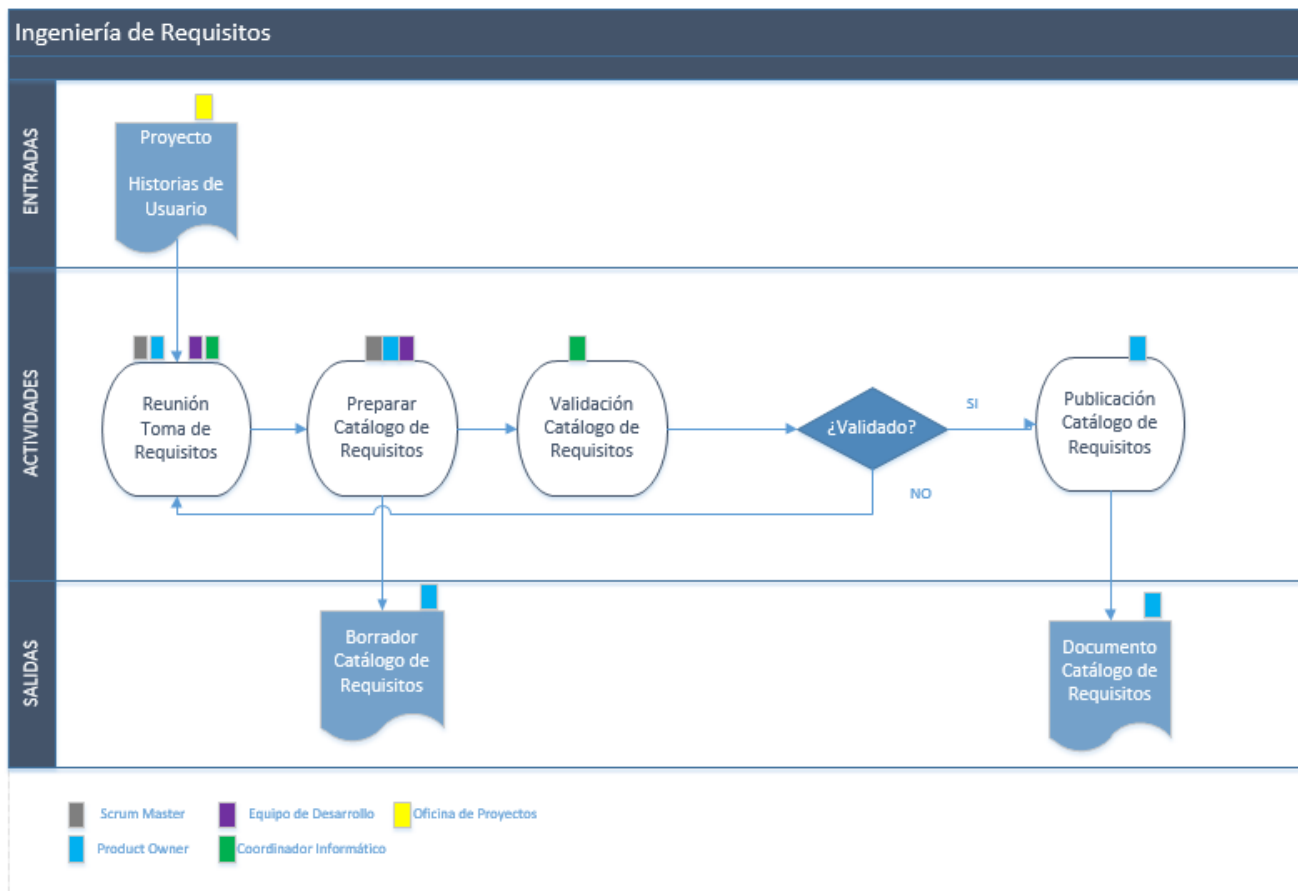 Ingeniería de Requisitos
ENTRADAS
Proyecto
Historias de
Usuario
ACTIVIDADES
Reunión
Toma de
Requisitos
Preparar
Catálogo de
Requisitos
Validación
Catálogo de
Requisitos
¿Validado?
SI
NO
Publicación
Catálogo de
Requisitos
SALIDAS
Borrador
Catálogo de
Requisitos
Documento
Catálogo de
Requisitos
Scrum Master
Equipo de Desarrollo
Oficina de Proyectos
Product Owner
Coordinador Informático